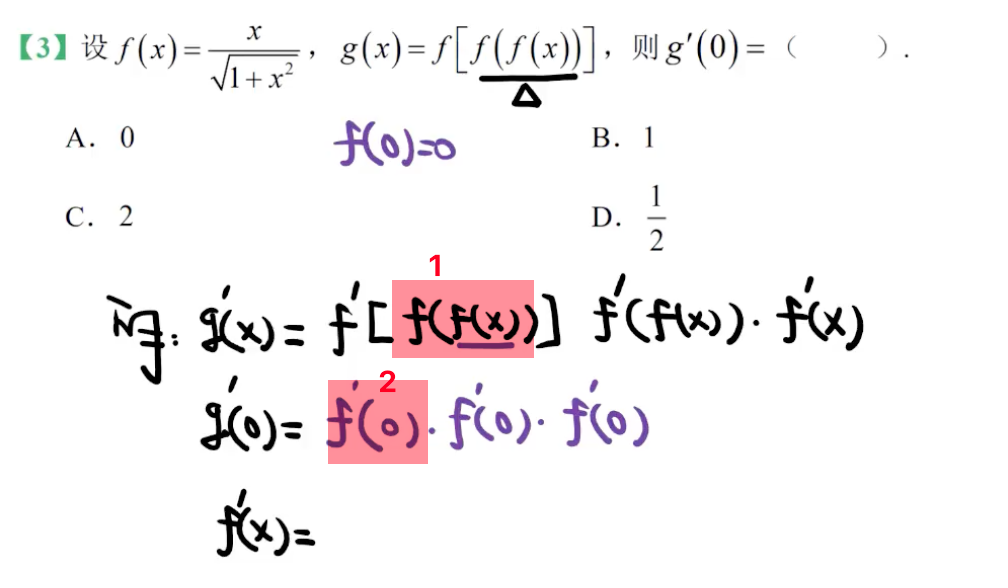 【3】设 f(x)=x/√(1+x²), g(x)=f[f(f(x))], 则 g′(0)=（ ）.
Δ
A. 0 B. 1
f(0)=0
C. 2 D. 1/2
1
解: g′(x)= f′[f(f(x))] f′(f(x))·f′(x)
2
g′(0)= f′(0)·f′(0)·f′(0)
f′(x)=